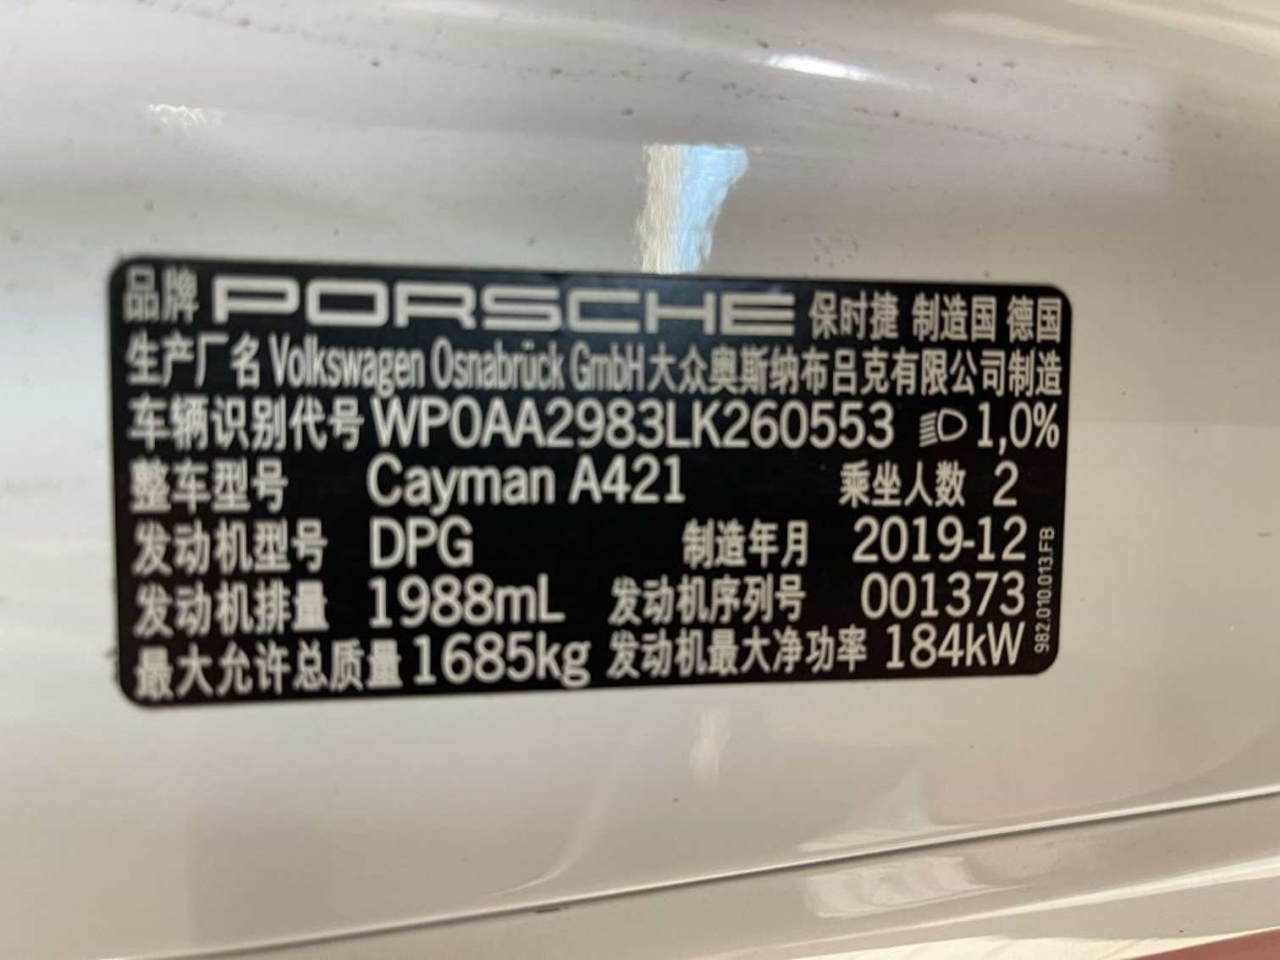 品牌 PORSCHE 保时捷 制造国 德国
生产厂名 Volkswagen Osnabrück GmbH 大众奥斯纳布吕克有限公司制造
车辆识别代号 WP0AA2983LK260553 1,0%
整车型号 Cayman A421 乘坐人数 2
发动机型号 DPG 制造年月 2019-12
发动机排量 1988mL 发动机序列号 001373
最大允许总质量 1685kg 发动机最大净功率 184kW
982.010.013.FB